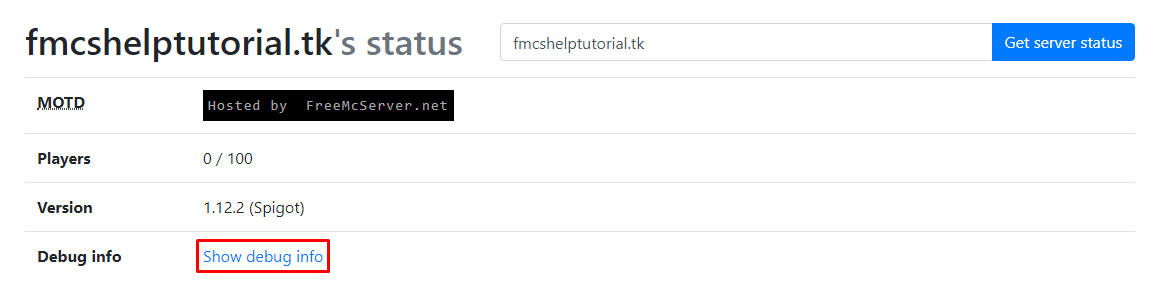 fmcshelptutorial.tk's status
fmcshelptutorial.tk
Get server status
MOTD
Hosted by  FreeMcServer.net
Players
0 / 100
Version
1.12.2 (Spigot)
Debug info
Show debug info